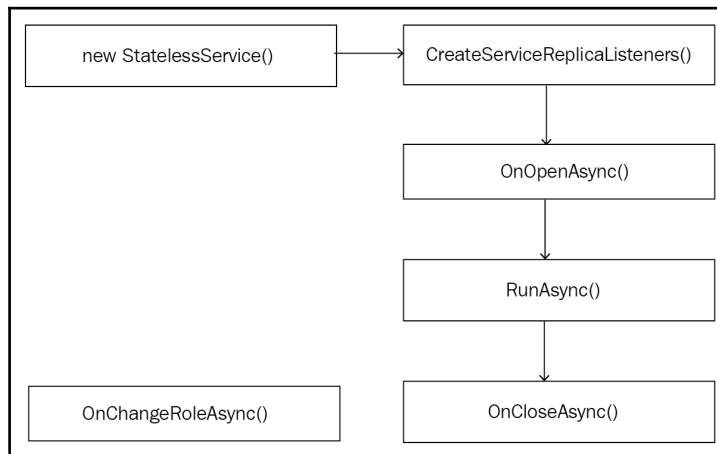 new StatelessService()
CreateServiceReplicaListeners()
OnOpenAsync()
RunAsync()
OnChangeRoleAsync()
OnCloseAsync()